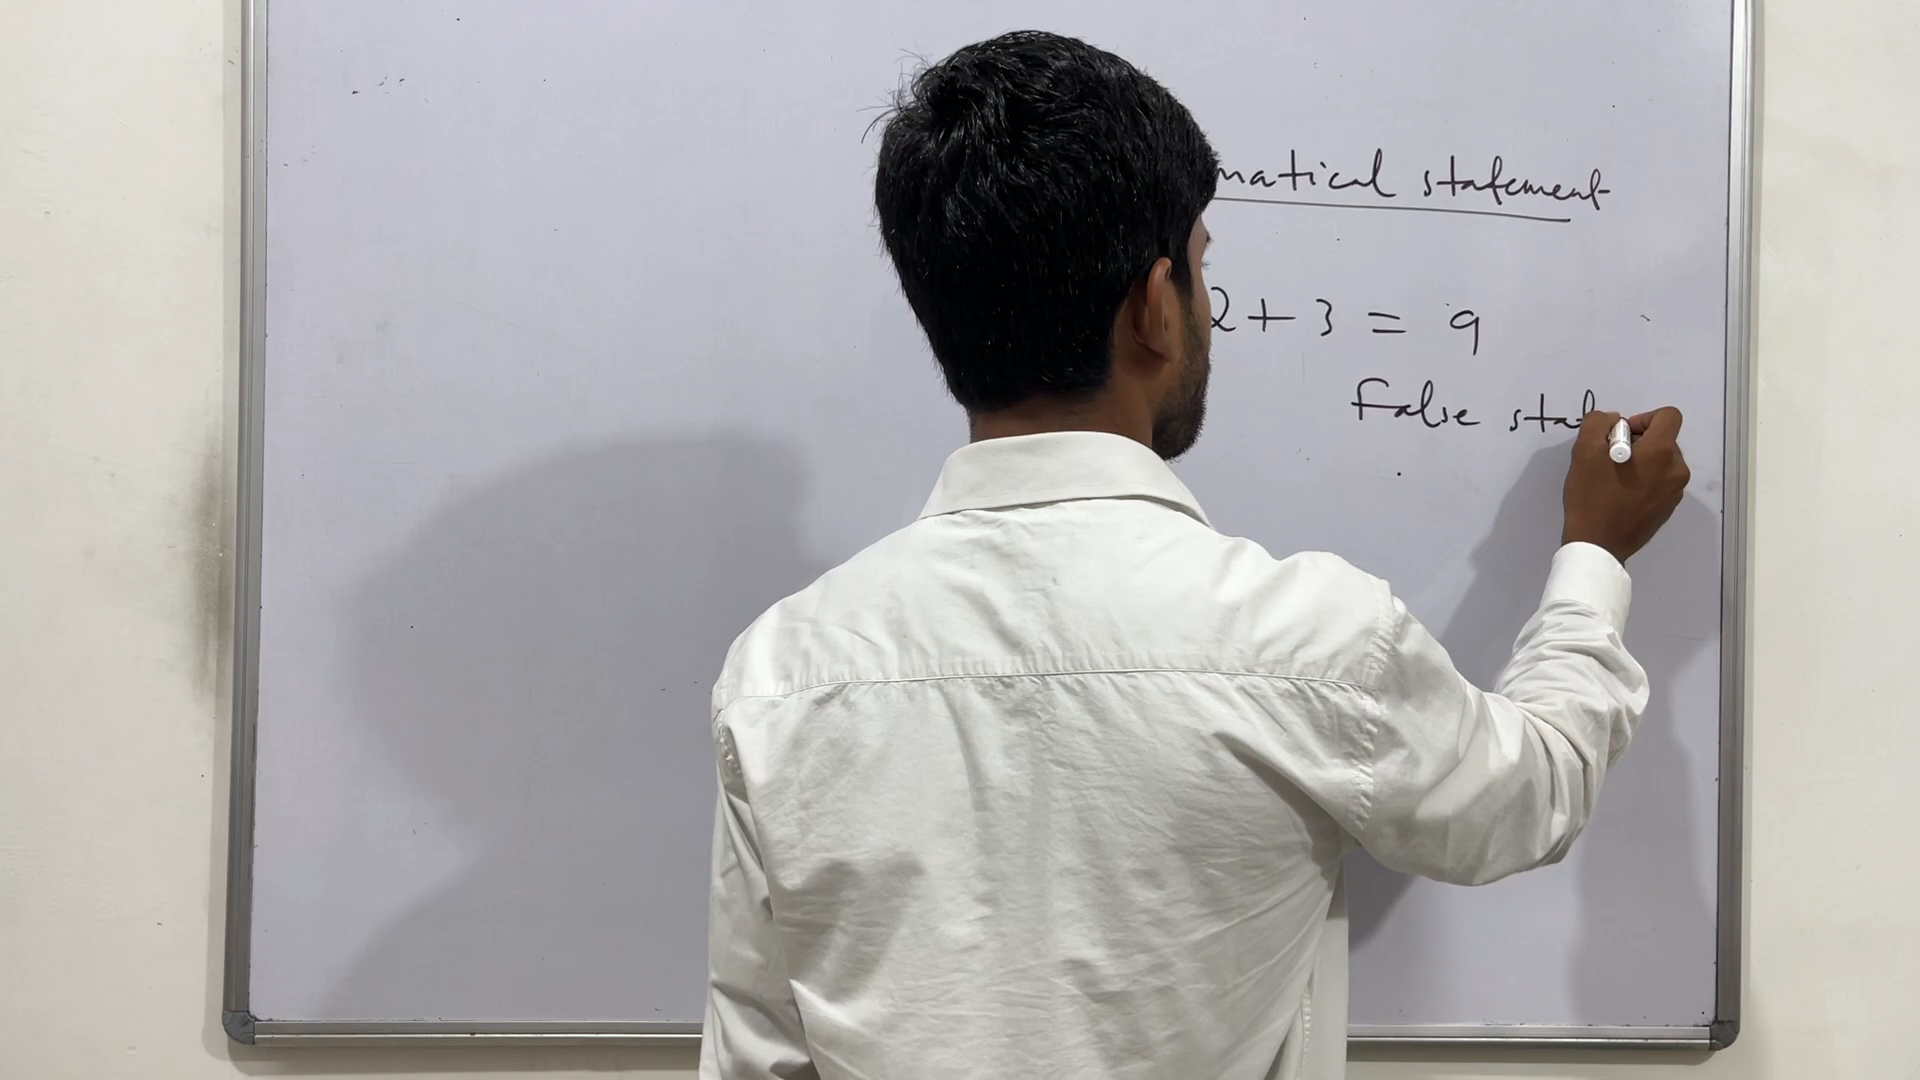 matical statement
2 + 3 = 9
False stat